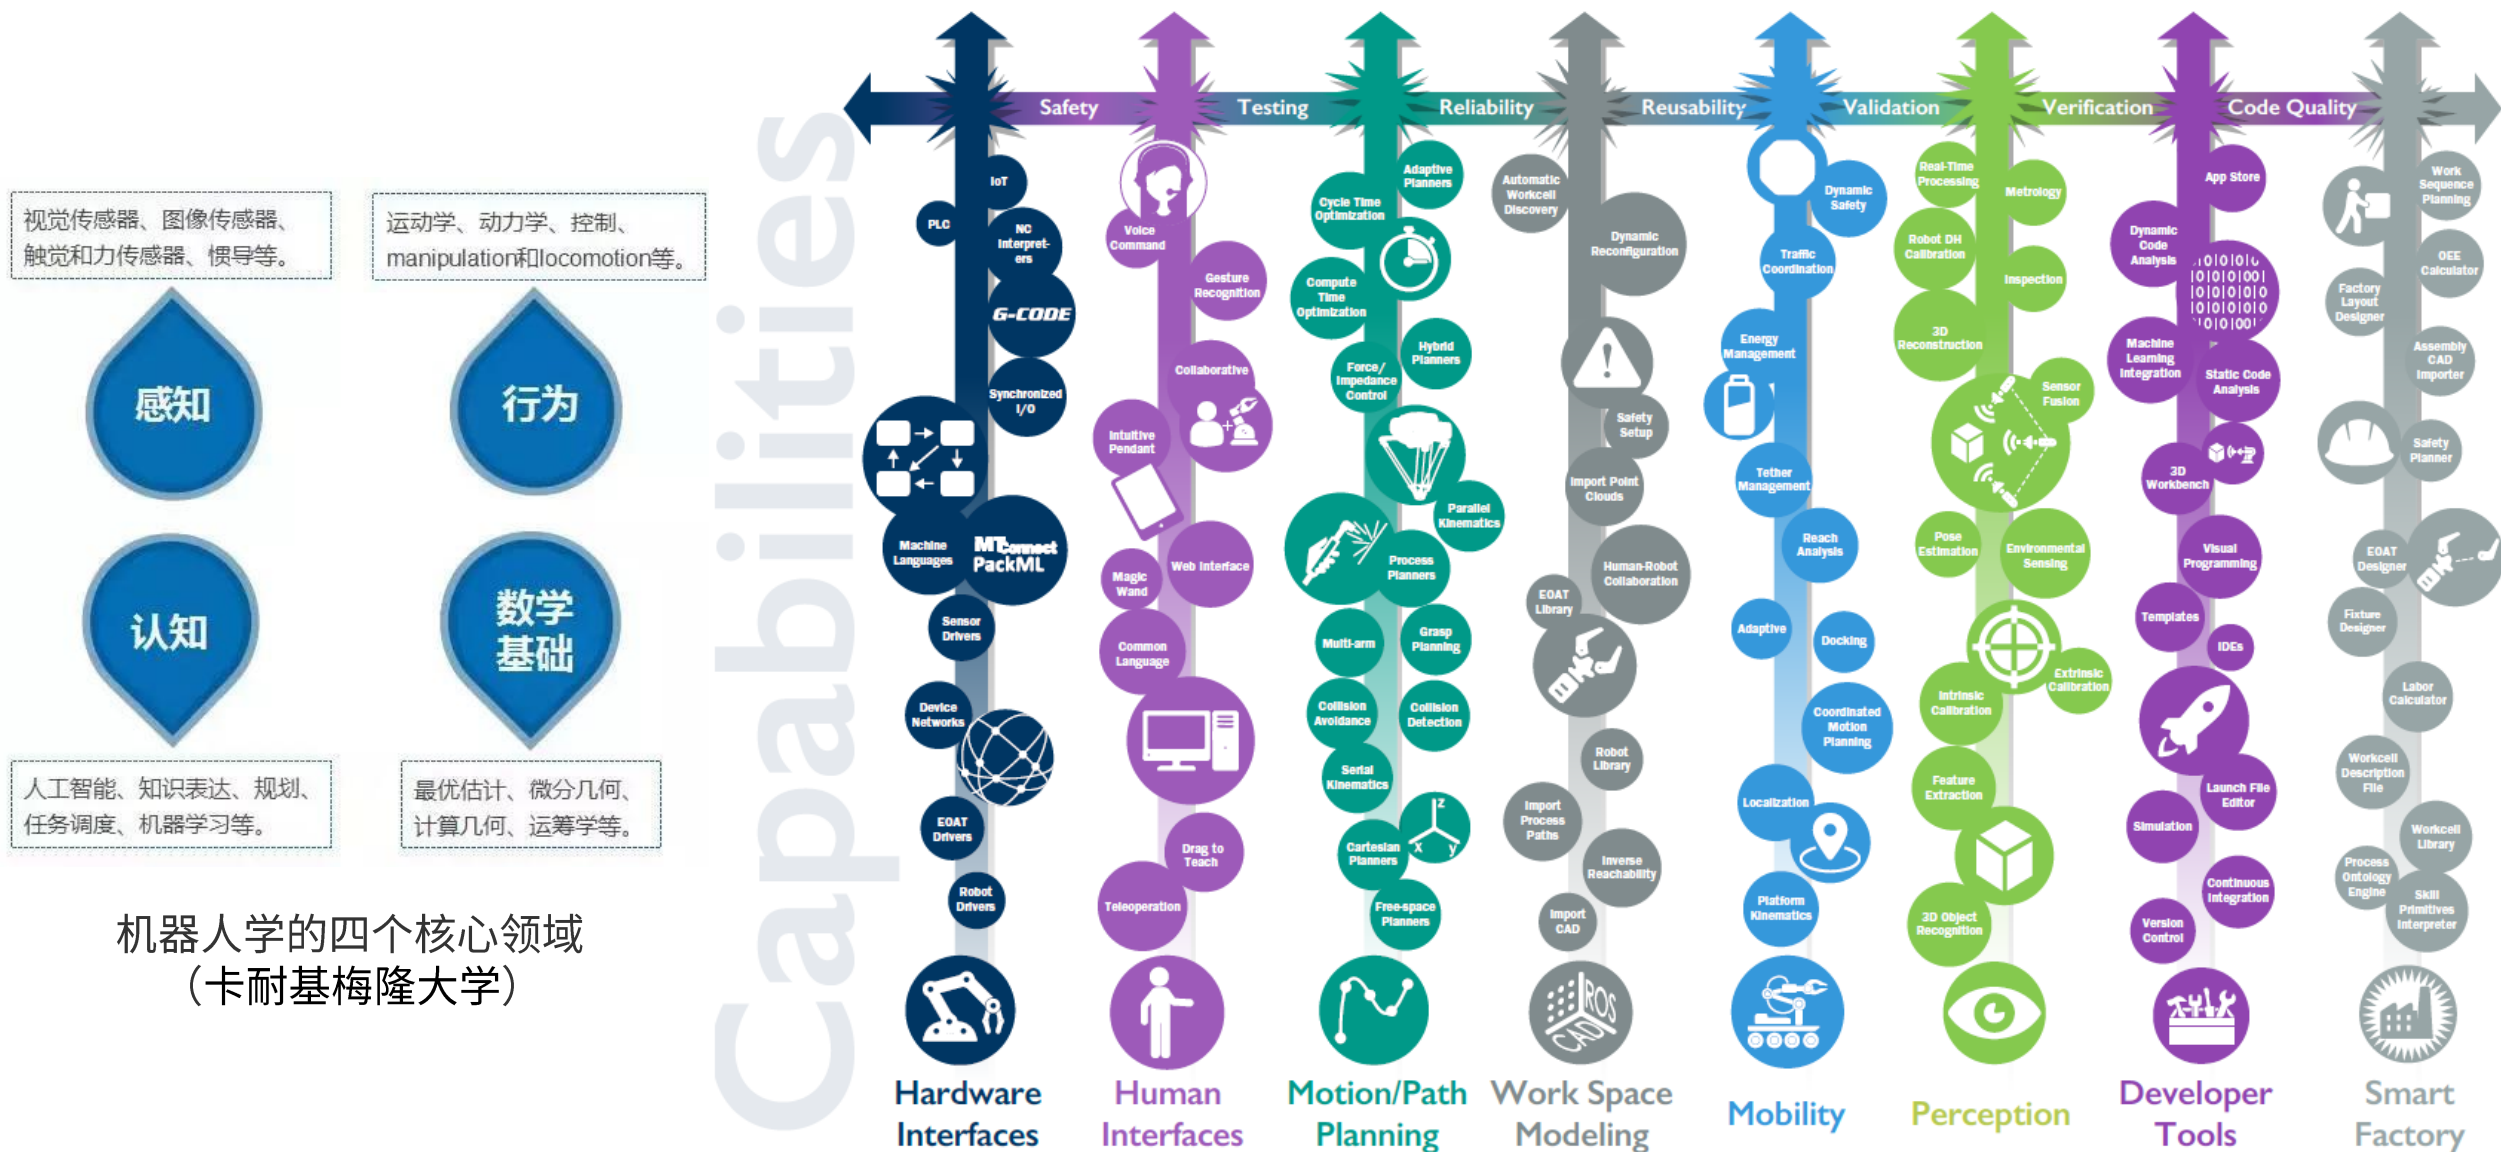 视觉传感器、图像传感器、
触觉和力传感器、惯导等。
运动学、动力学、控制、
manipulation和locomotion等。
感知
行为
认知
数学
基础
人工智能、知识表达、规划、
任务调度、机器学习等。
最优估计、微分几何、
计算几何、运筹学等。
机器人学的四个核心领域
（卡耐基梅隆大学）
Capabilities
Safety
Testing
Reliability
Reusability
Validation
Verification
Code Quality
IoT
PLC
NC
Interpret-
ers
G-CODE
Synchronized
I/O
Machine
Languages
MTConnect
PackML
Sensor
Drivers
Device
Networks
EOAT
Drivers
Robot
Drivers
Hardware
Interfaces
Voice
Command
Gesture
Recognition
Collaborative
Intuitive
Pendant
Web Interface
Magic
Wand
Common
Language
Drag to
Teach
Teleoperation
Human
Interfaces
Adaptive
Planners
Cycle Time
Optimization
Compute
Time
Optimization
Hybrid
Planners
Force/
Impedance
Control
Parallel
Kinematics
Process
Planners
Multi-arm
Grasp
Planning
Collision
Avoidance
Collision
Detection
Serial
Kinematics
z
x
y
Cartesian
Planners
Free-space
Planners
Motion/Path
Planning
Automatic
Workcell
Discovery
Dynamic
Reconfiguration
Safety
Setup
Import Point
Clouds
Human-Robot
Collaboration
EOAT
Library
Robot
Library
Import
Process
Paths
Inverse
Reachability
Import
CAD
ROS
CAD
Work Space
Modeling
Dynamic
Safety
Traffic
Coordination
Energy
Management
Tether
Management
Reach
Analysis
Adaptive
Docking
Coordinated
Motion
Planning
Localization
Platform
Kinematics
Mobility
Real-Time
Processing
Metrology
Robot DH
Calibration
Inspection
3D
Reconstruction
Sensor
Fusion
Pose
Estimation
Environmental
Sensing
Extrinsic
Calibration
Intrinsic
Calibration
Feature
Extraction
3D Object
Recognition
Perception
App Store
Dynamic
Code
Analysis
Machine
Learning
Integration
Static Code
Analysis
3D
Workbench
Visual
Programming
Templates
IDEs
Launch File
Editor
Simulation
Continuous
Integration
Version
Control
Developer
Tools
Work
Sequence
Planning
OEE
Calculator
Factory
Layout
Designer
Assembly
CAD
Importer
Safety
Planner
EOAT
Designer
Fixture
Designer
Labor
Calculator
Workcell
Description
File
Workcell
Library
Process
Ontology
Engine
Skill
Primitives
Interpreter
Smart
Factory